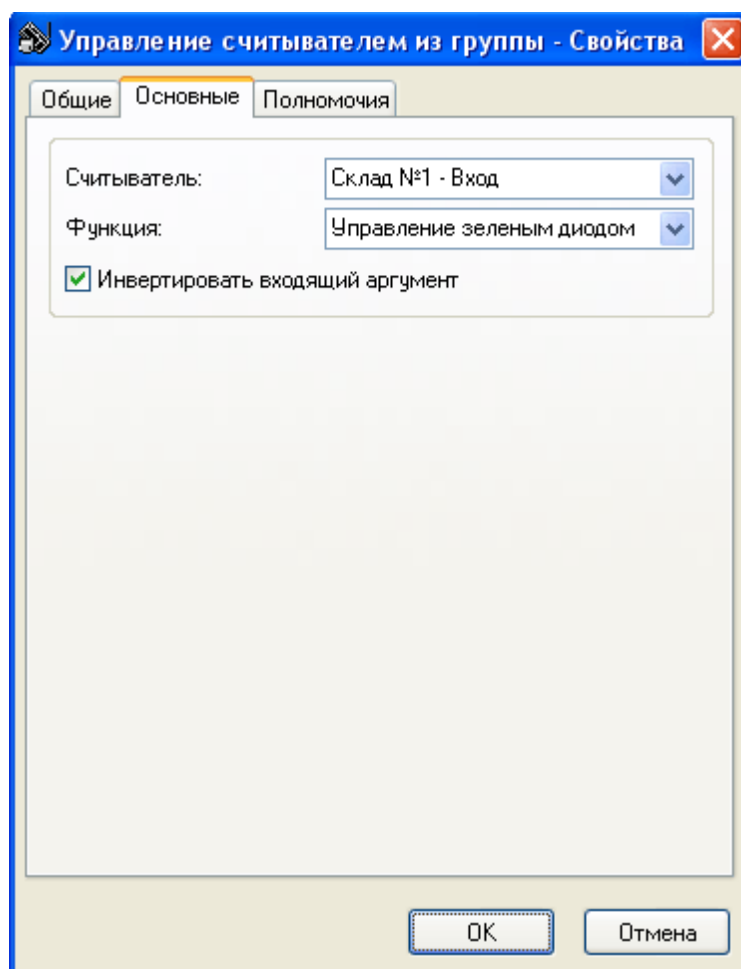 Управление считывателем из группы - Свойства
Общие Основные Полномочия
Считыватель: Склад №1 - Вход
Функция: Управление зеленым диодом
Инвертировать входящий аргумент
OK Отмена